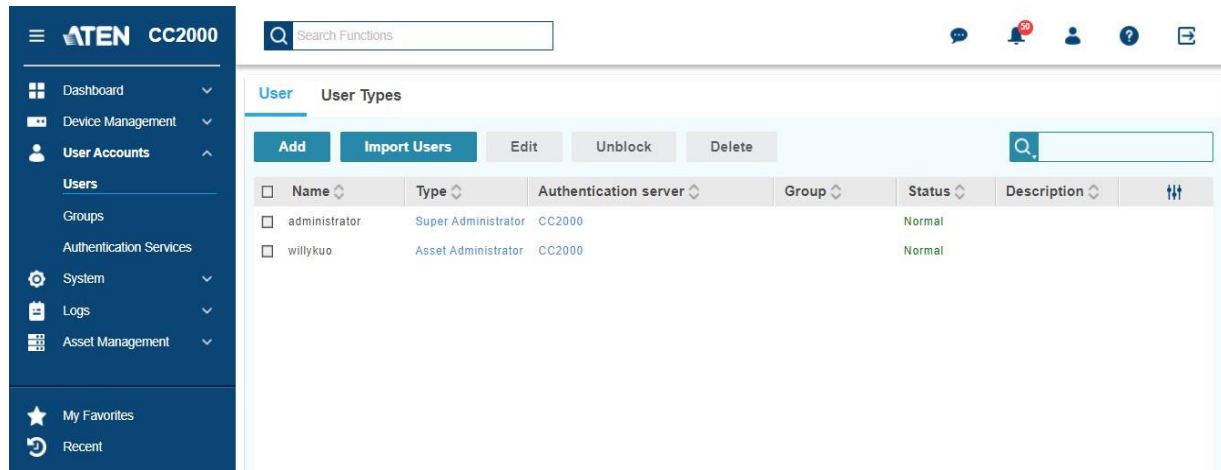 ATEN CC2000
Search Functions
50
Dashboard
Device Management
User Accounts
Users
Groups
Authentication Services
System
Logs
Asset Management
My Favorites
Recent
User User Types
Add Import Users Edit Unblock Delete
Name Type Authentication server Group Status Description
administrator Super Administrator CC2000 Normal
willykuo Asset Administrator CC2000 Normal